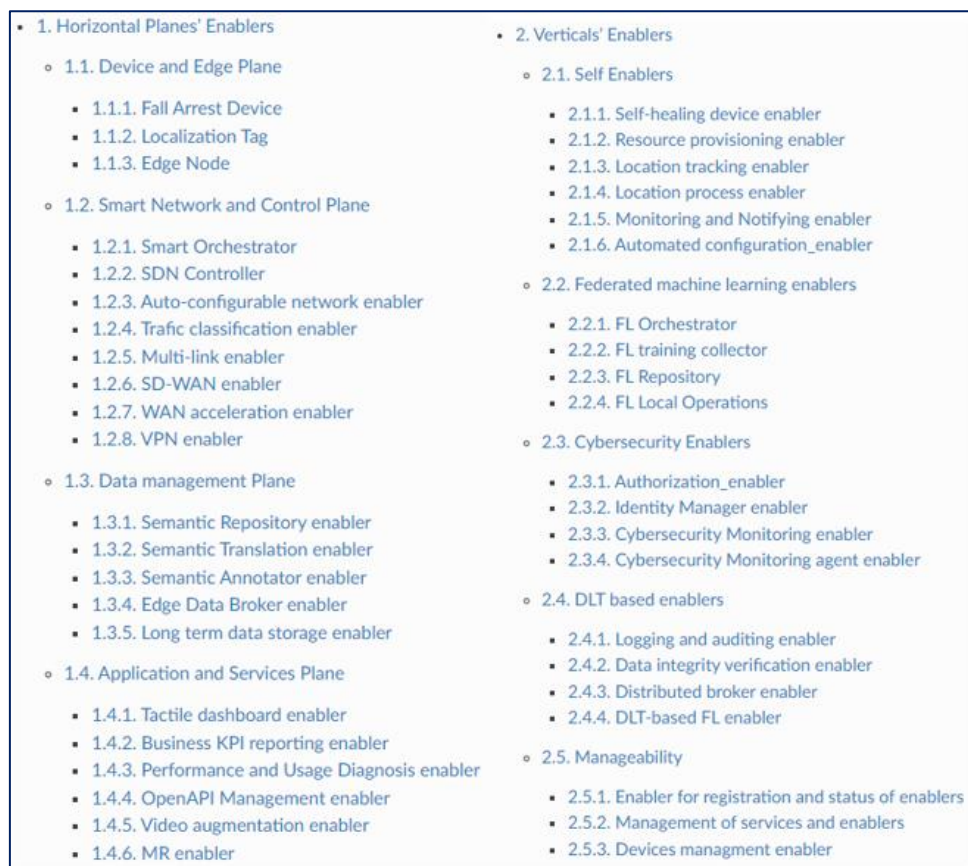 1. Horizontal Planes' Enablers
1.1. Device and Edge Plane
1.1.1. Fall Arrest Device
1.1.2. Localization Tag
1.1.3. Edge Node
1.2. Smart Network and Control Plane
1.2.1. Smart Orchestrator
1.2.2. SDN Controller
1.2.3. Auto-configurable network enabler
1.2.4. Trafic classification enabler
1.2.5. Multi-link enabler
1.2.6. SD-WAN enabler
1.2.7. WAN acceleration enabler
1.2.8. VPN enabler
1.3. Data management Plane
1.3.1. Semantic Repository enabler
1.3.2. Semantic Translation enabler
1.3.3. Semantic Annotator enabler
1.3.4. Edge Data Broker enabler
1.3.5. Long term data storage enabler
1.4. Application and Services Plane
1.4.1. Tactile dashboard enabler
1.4.2. Business KPI reporting enabler
1.4.3. Performance and Usage Diagnosis enabler
1.4.4. OpenAPI Management enabler
1.4.5. Video augmentation enabler
1.4.6. MR enabler
2. Verticals' Enablers
2.1. Self Enablers
2.1.1. Self-healing device enabler
2.1.2. Resource provisioning enabler
2.1.3. Location tracking enabler
2.1.4. Location process enabler
2.1.5. Monitoring and Notifying enabler
2.1.6. Automated configuration_enabler
2.2. Federated machine learning enablers
2.2.1. FL Orchestrator
2.2.2. FL training collector
2.2.3. FL Repository
2.2.4. FL Local Operations
2.3. Cybersecurity Enablers
2.3.1. Authorization_enabler
2.3.2. Identity Manager enabler
2.3.3. Cybersecurity Monitoring enabler
2.3.4. Cybersecurity Monitoring agent enabler
2.4. DLT based enablers
2.4.1. Logging and auditing enabler
2.4.2. Data integrity verification enabler
2.4.3. Distributed broker enabler
2.4.4. DLT-based FL enabler
2.5. Manageability
2.5.1. Enabler for registration and status of enablers
2.5.2. Management of services and enablers
2.5.3. Devices managment enabler